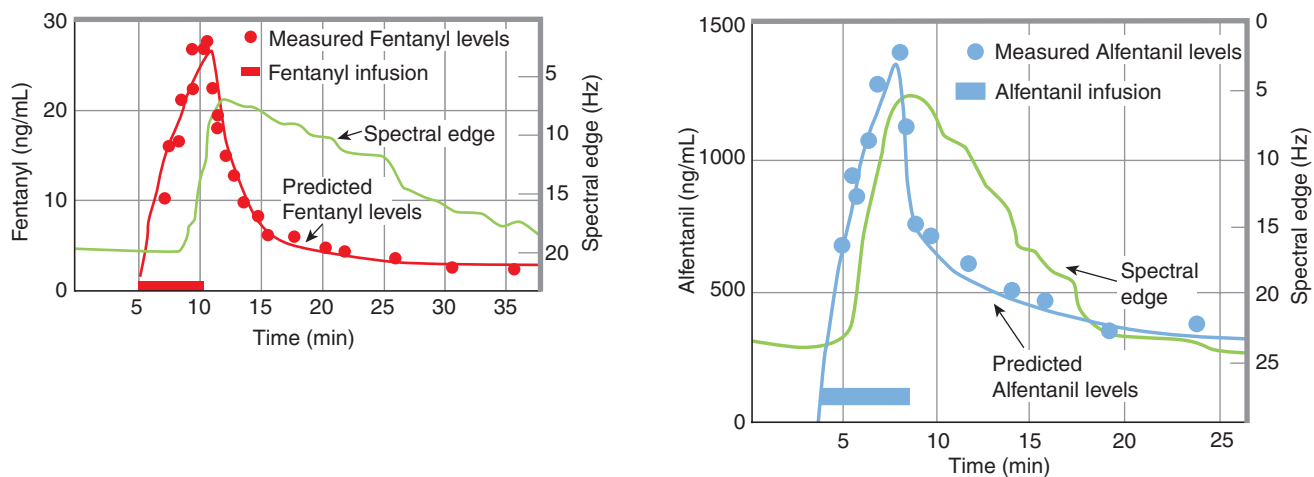 30
20
10
0
Fentanyl (ng/mL)
Measured Fentanyl levels
Fentanyl infusion
Spectral edge
Predicted
Fentanyl levels
5
10
15
20
Spectral edge (Hz)
0 5 10 15 20 25 30 35
Time (min)
1500
1000
500
0
Alfentanil (ng/mL)
Measured Alfentanil levels
Alfentanil infusion
Spectral
edge
Predicted
Alfentanil levels
0
5
10
15
20
25
Spectral edge (Hz)
5 10 15 20 25
Time (min)